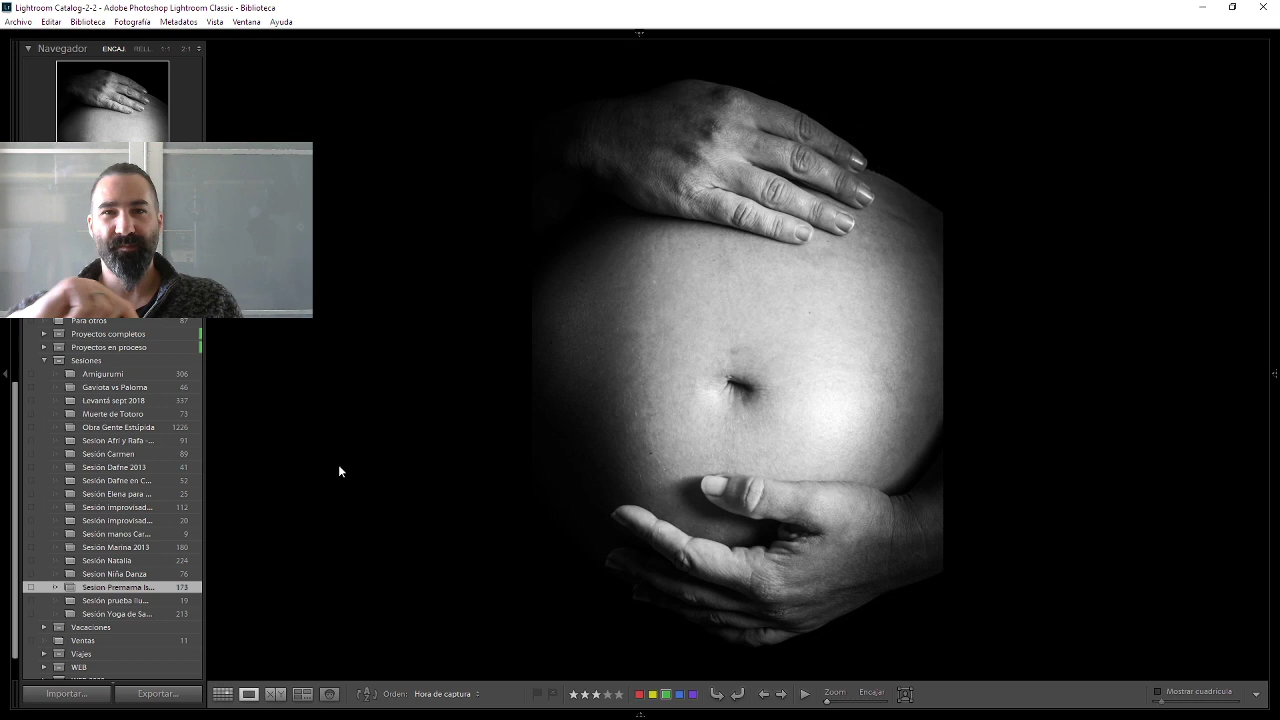 Lightroom Catalog-2-2 - Adobe Photoshop Lightroom Classic - Biblioteca
Archivo Editar Biblioteca Fotografía Metadatos Vista Ventana Ayuda
Navegador ENCAJ. RELL. 1:1 2:1
Para otros 87
Proyectos completos
Proyectos en proceso
Sesiones
Amigurumi 306
Gaviota vs Paloma 46
Levantá sept 2018 337
Muerte de Totoro 73
Obra Gente Estúpida 1226
Sesion Afri y Rafa -... 91
Sesión Carmen 89
Sesión Dafne 2013 41
Sesión Dafne en C... 52
Sesión Elena para ... 25
Sesión improvisad... 112
Sesión Improvisad... 20
Sesión manos Car... 9
Sesión Marina 2013 180
Sesión Natalia 224
Sesion Niña Danza 76
Sesion Premama Is... 173
Sesión prueba ilu... 19
Sesión Yoga de Sa... 213
Vacaciones
Ventas 11
Viajes
WEB
Importar... Exportar... Orden: Hora de captura Zoom Encajar Mostrar cuadrícula